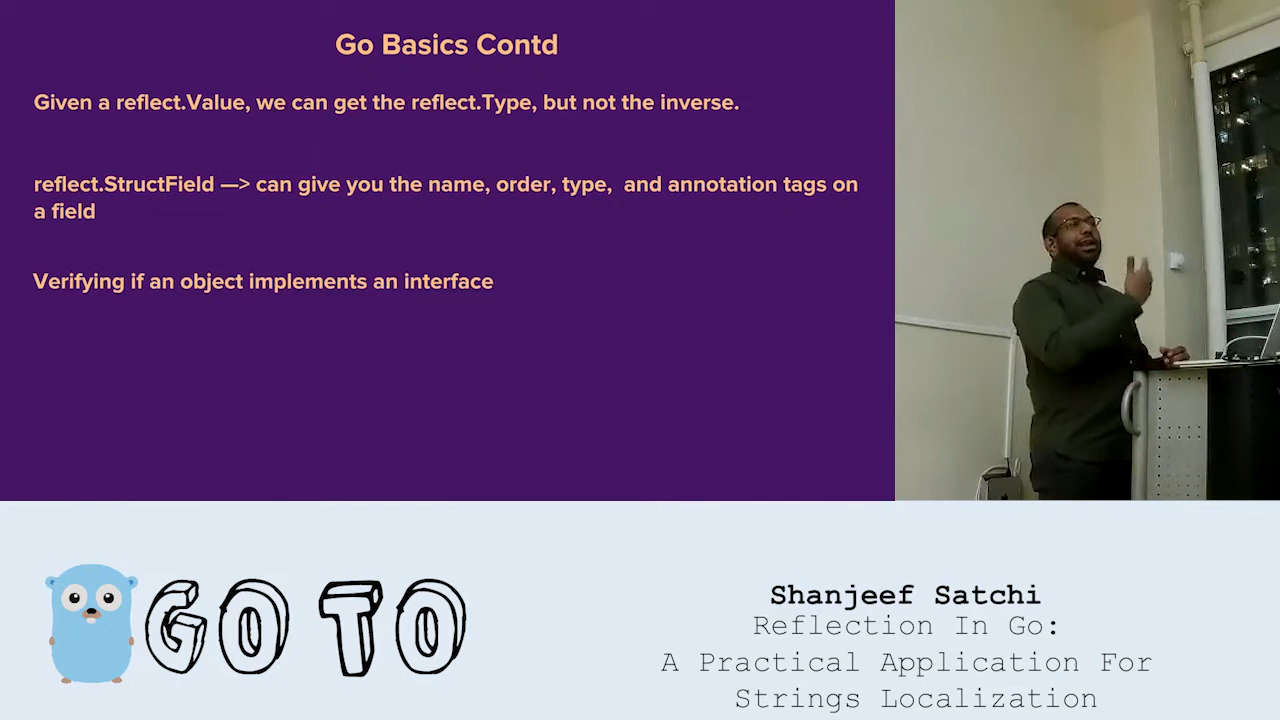 Go Basics Contd
Given a reflect.Value, we can get the reflect.Type, but not the inverse.
reflect.StructField —> can give you the name, order, type,  and annotation tags on
a field
Verifying if an object implements an interface
GO TO
Shanjeef Satchi
Reflection In Go:
A Practical Application For
Strings Localization